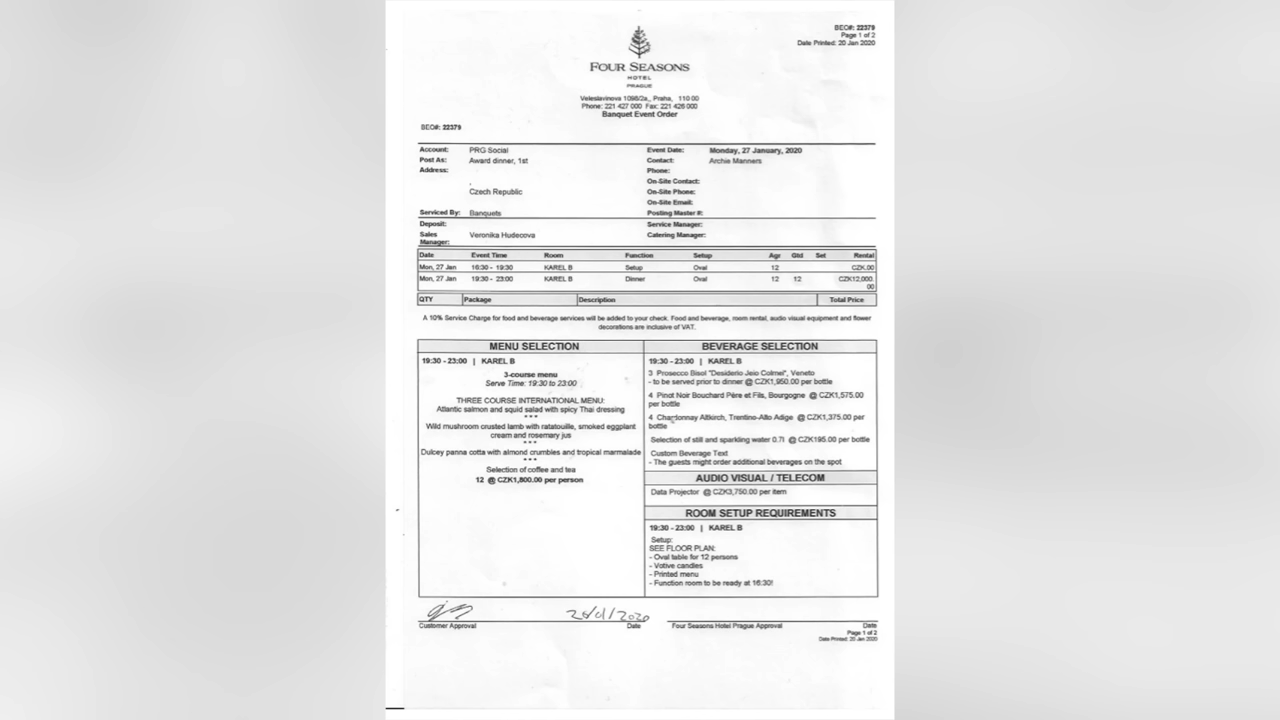 BEO#: 22379
Page 1 of 2
Date Printed: 20 Jan 2020
FOUR SEASONS
HOTEL
PRAGUE
Veleslavinova 1098/2a_ Praha, 110 00
Phone: 221 427 000 Fax: 221 426 000
Banquet Event Order
BEO#: 22379
Account: PRG Social Event Date: Monday, 27 January, 2020
Post As: Award dinner, 1st Contact: Archie Manners
Address: Phone:
, On-Site Contact:
Czech Republic On-Site Phone:
On-Site Email:
Serviced By: Banquets Posting Master #:
Deposit: Service Manager:
Sales Manager: Veronika Hudecova Catering Manager:
Date Event Time Room Function Setup Agr Gtd Set Rental
Mon, 27 Jan 16:30 - 19:30 KAREL B Setup Oval 12 CZK.00
Mon, 27 Jan 19:30 - 23:00 KAREL B Dinner Oval 12 12 CZK12,000.00
QTY Package Description Total Price
A 10% Service Charge for food and beverage services will be added to your check. Food and beverage, room rental, audio visual equipment and flower
decorations are inclusive of VAT.
MENU SELECTION
19:30 - 23:00 | KAREL B
3-course menu
Serve Time: 19:30 to 23:00
THREE COURSE INTERNATIONAL MENU:
Atlantic salmon and squid salad with spicy Thai dressing
* * *
Wild mushroom crusted lamb with ratatouille, smoked eggplant
cream and rosemary jus
* * *
Dulcey panna cotta with almond crumbles and tropical marmalade
* * *
Selection of coffee and tea
12 @ CZK1,800.00 per person
BEVERAGE SELECTION
19:30 - 23:00 | KAREL B
3 Prosecco Bisol "Desiderio Jeio Colmei", Veneto
- to be served prior to dinner @ CZK1,950.00 per bottle
4 Pinot Noir Bouchard Père et Fils, Bourgogne @ CZK1,575.00
per bottle
4 Chardonnay Altkirch, Trentino-Alto Adige @ CZK1,375.00 per
bottle
Selection of still and sparkling water 0.7l @ CZK195.00 per bottle
Custom Beverage Text
- The guests might order additional beverages on the spot
AUDIO VISUAL / TELECOM
Data Projector @ CZK3,750.00 per item
ROOM SETUP REQUIREMENTS
19:30 - 23:00 | KAREL B
Setup:
SEE FLOOR PLAN:
- Oval table for 12 persons
- Votive candles
- Printed menu
- Function room to be ready at 16:30!
Customer Approval Date Four Seasons Hotel Prague Approval Date
Page 1 of 2
Date Printed: 20 Jan 2020